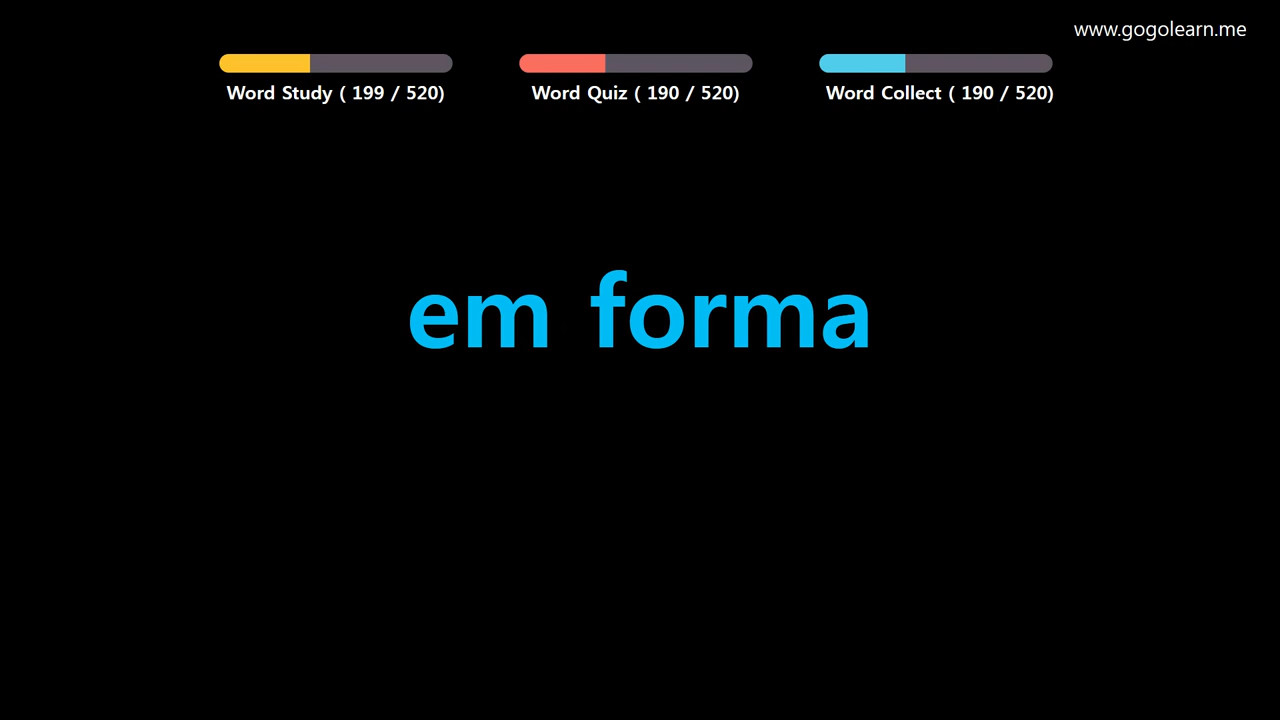 www.gogolearn.me
Word Study ( 199 / 520)
Word Quiz ( 190 / 520)
Word Collect ( 190 / 520)
em forma